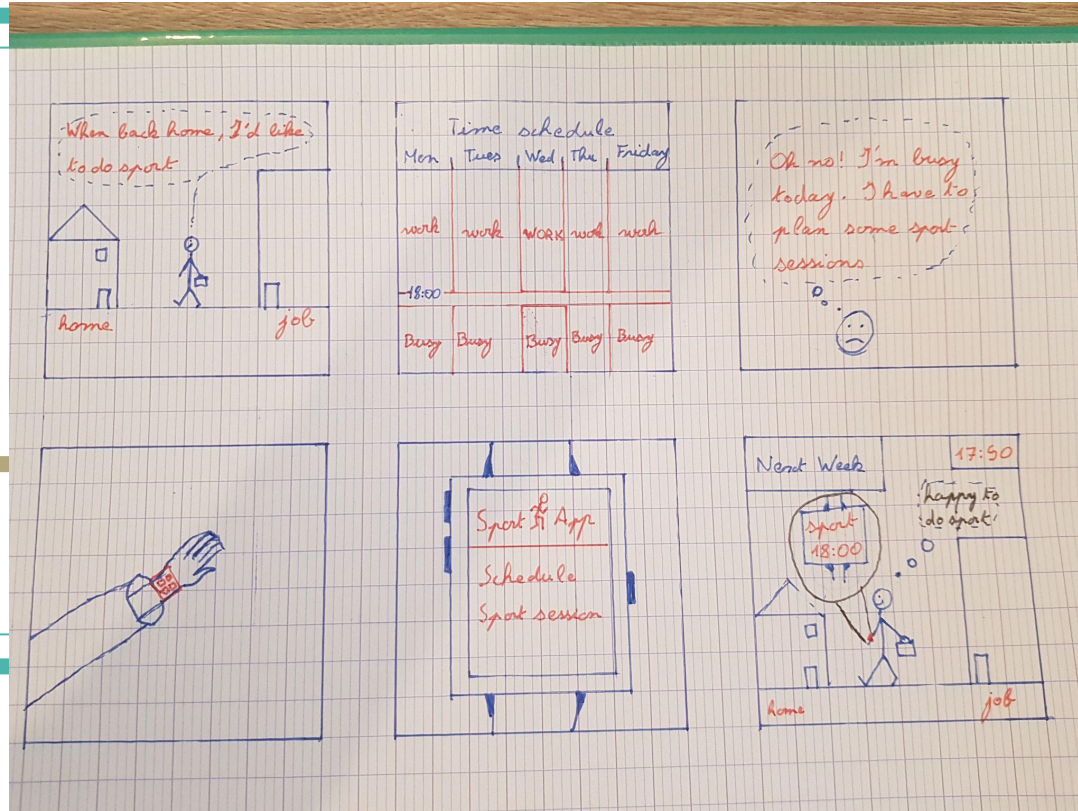 When back home, I'd like
to do sport
home
job
Time schedule
Mon Tues Wed Thu Friday
work work WORK work work
18:00
Busy Busy Busy Busy Busy
Oh no! I'm busy
today. I have to
plan some sport
sessions
Sport App
Schedule
Sport session
Next Week
17:50
happy to
do sport
sport
18:00
home
job